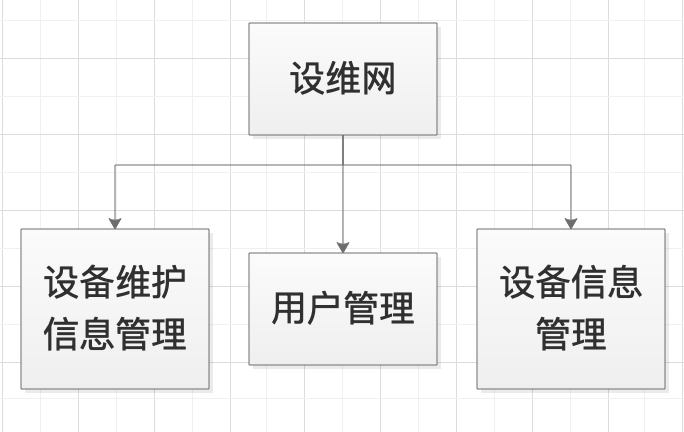 设维网
设备维护
信息管理
用户管理
设备信息
管理